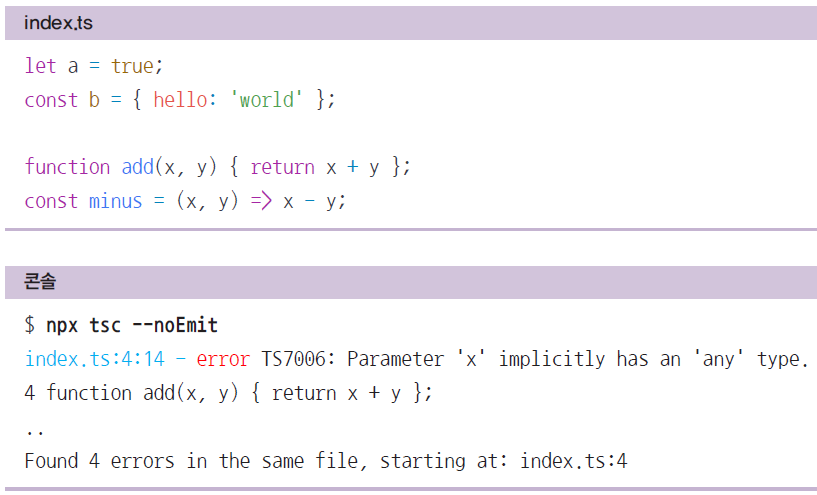 index.ts
let a = true;
const b = { hello: 'world' };
function add(x, y) { return x + y };
const minus = (x, y) => x - y;
콘솔
$ npx tsc --noEmit
index.ts:4:14 - error TS7006: Parameter 'x' implicitly has an 'any' type.
4 function add(x, y) { return x + y };
..
Found 4 errors in the same file, starting at: index.ts:4